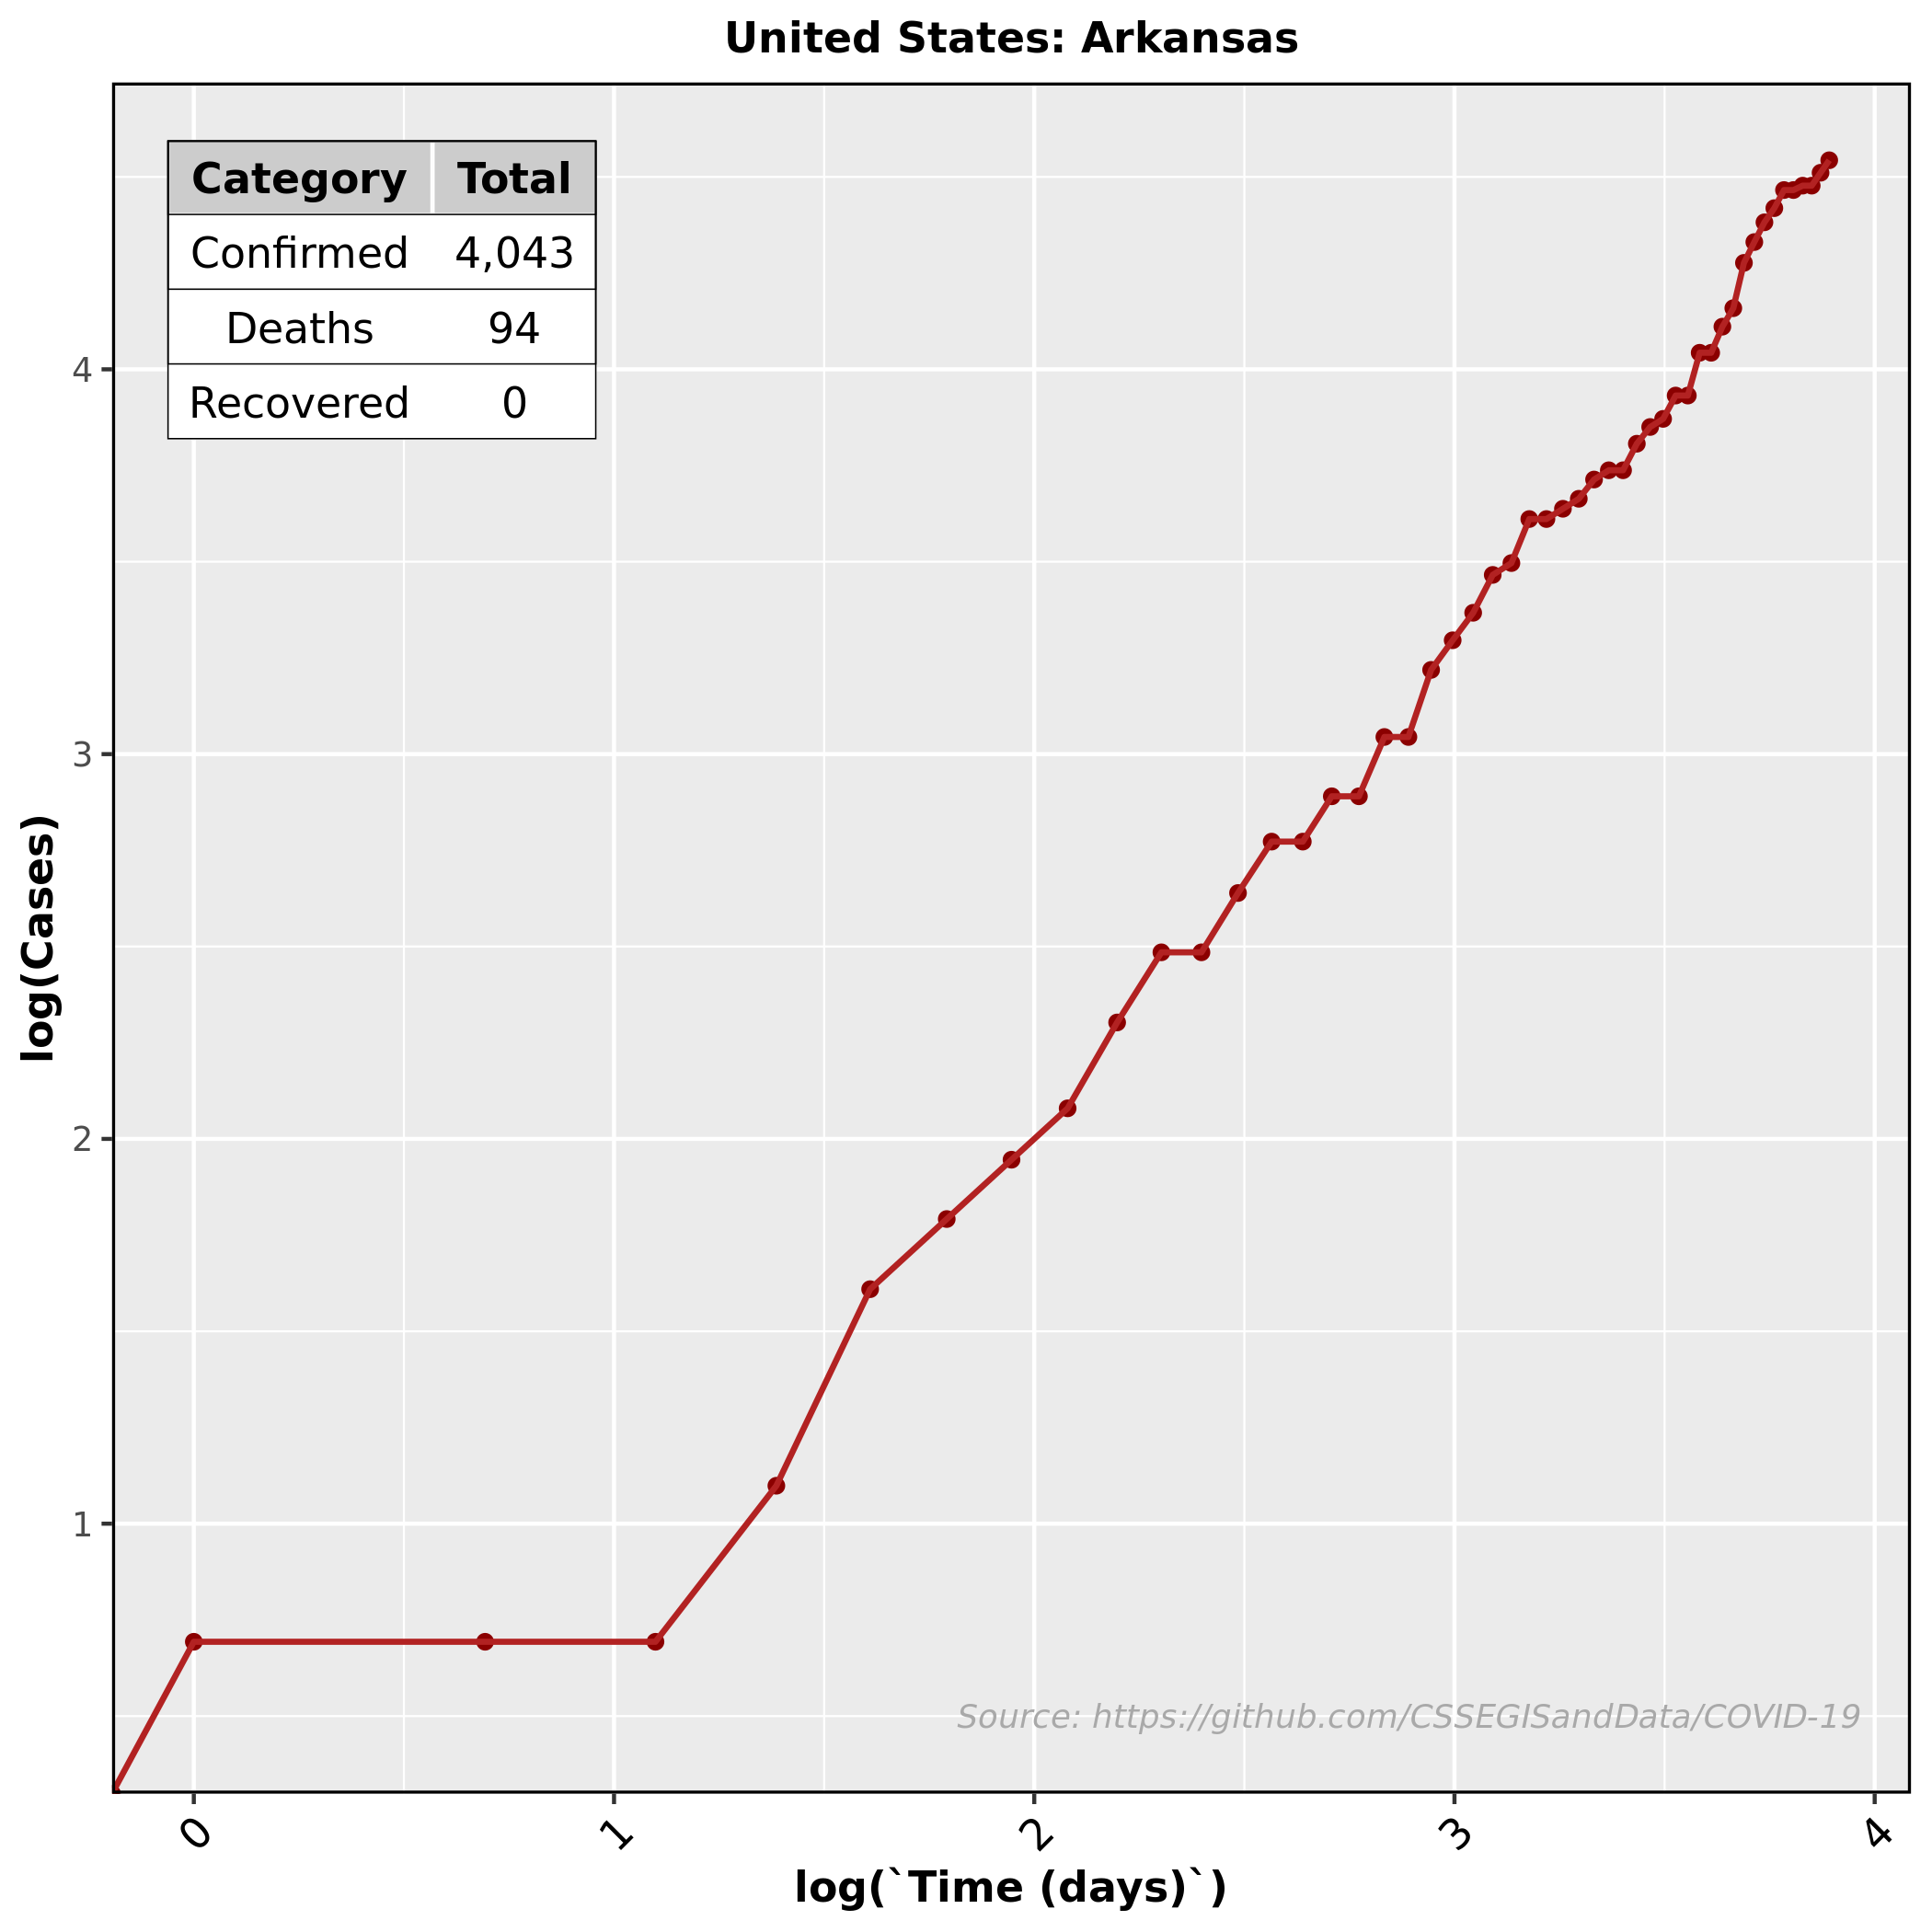 United States: Arkansas
Category Total
Confirmed 4,043
Deaths 94
Recovered 0
4
3
2
1
log(Cases)
Source: https://github.com/CSSEGISandData/COVID-19
0 1 2 3 4
log(`Time (days)`)